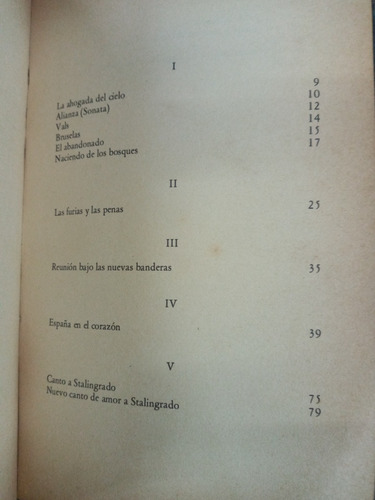 I
La ahogada del cielo 9
Alianza (Sonata) 10
Vals 12
Bruselas 14
El abandonado 15
Naciendo de los bosques 17
II
Las furias y las penas 25
III
Reunión bajo las nuevas banderas 35
IV
España en el corazón 39
V
Canto a Stalingrado 75
Nuevo canto de amor a Stalingrado 79